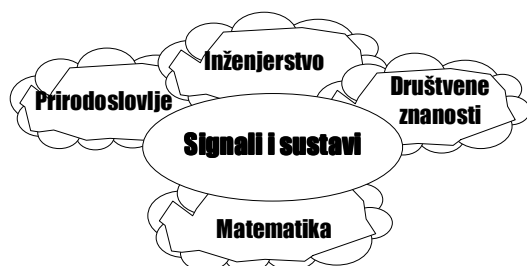 Inženjerstvo
Prirodoslovlje
Društvene
znanosti
Signali i sustavi
Matematika